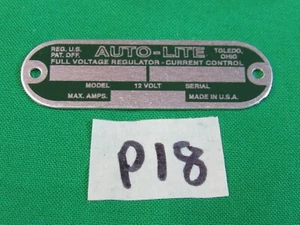 REG. U.S. PAT. OFF. AUTO-LITE TOLEDO, OHIO
FULL VOLTAGE REGULATOR - CURRENT CONTROL
MODEL 12 VOLT SERIAL
MAX. AMPS. MADE IN U.S.A.
P18